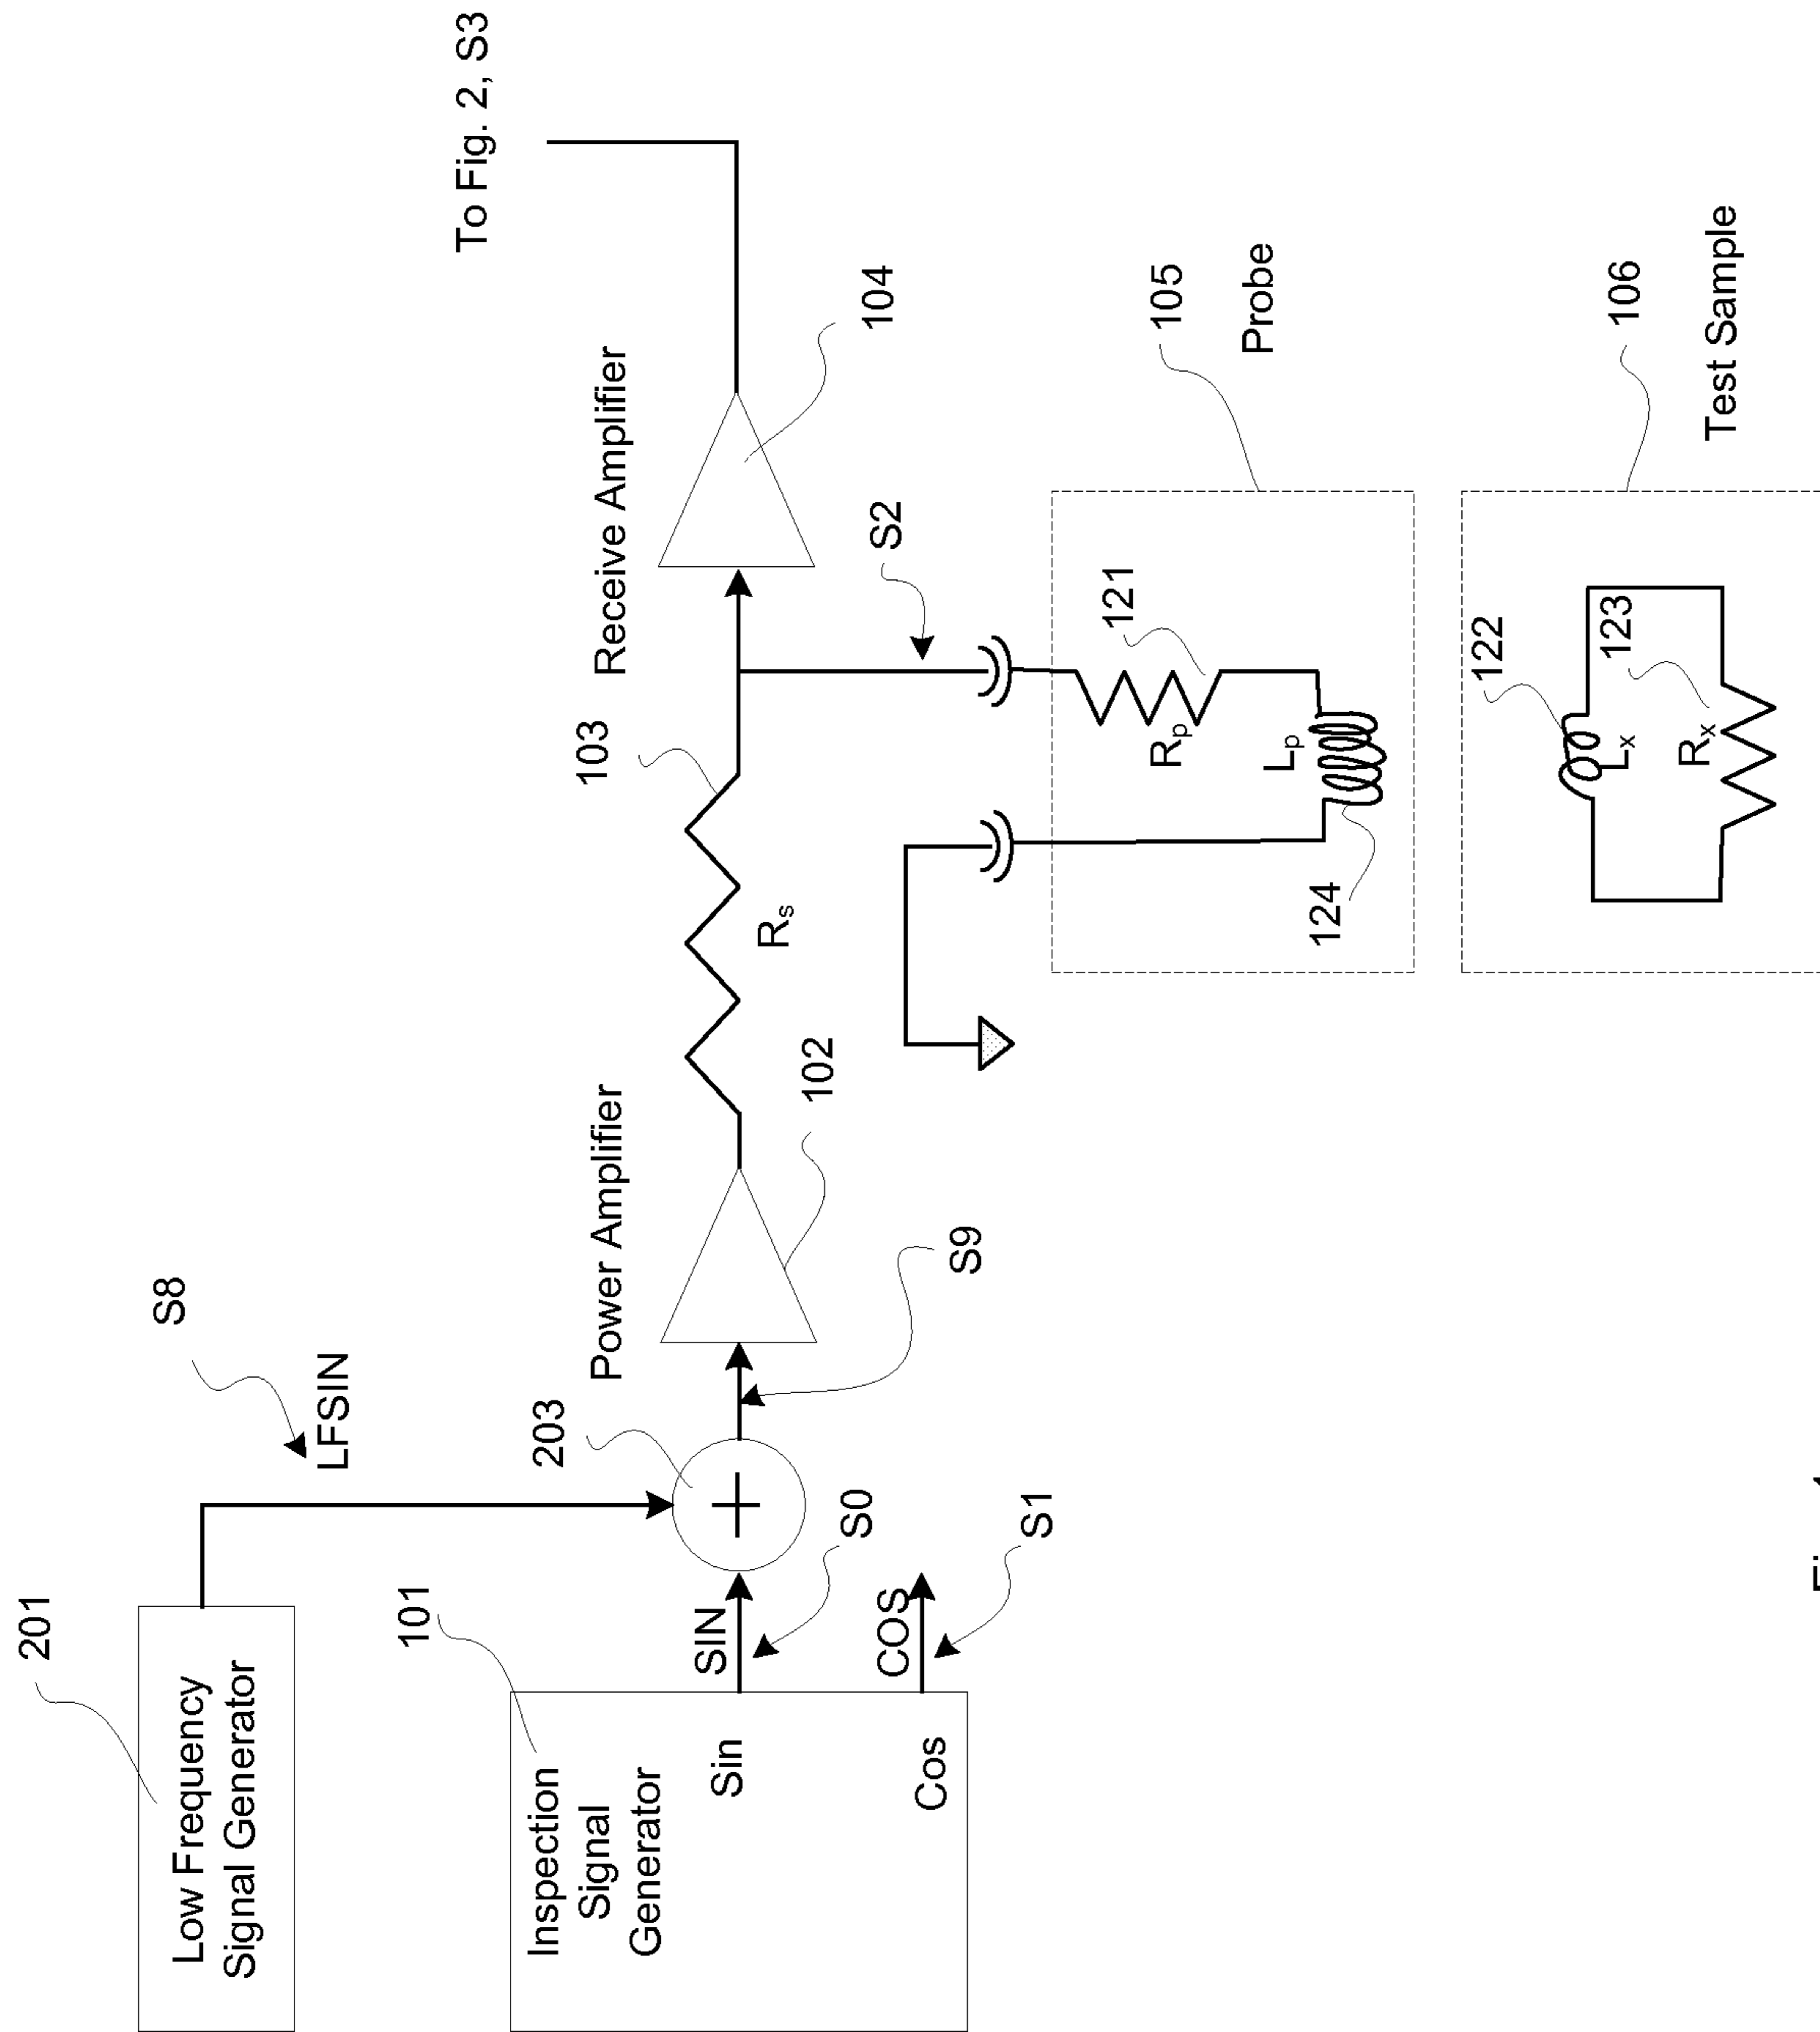 201
Low Frequency
Signal Generator
S8
LFSIN
To Fig. 2, S3
101
Inspection
Signal
Generator
Sin
Cos
SIN
COS
S0
S1
203
S9
Power Amplifier
102
103
Rs
Receive Amplifier
104
S2
105
Probe
121
Rp
Lp
124
106
Test Sample
122
Lx
123
Rx